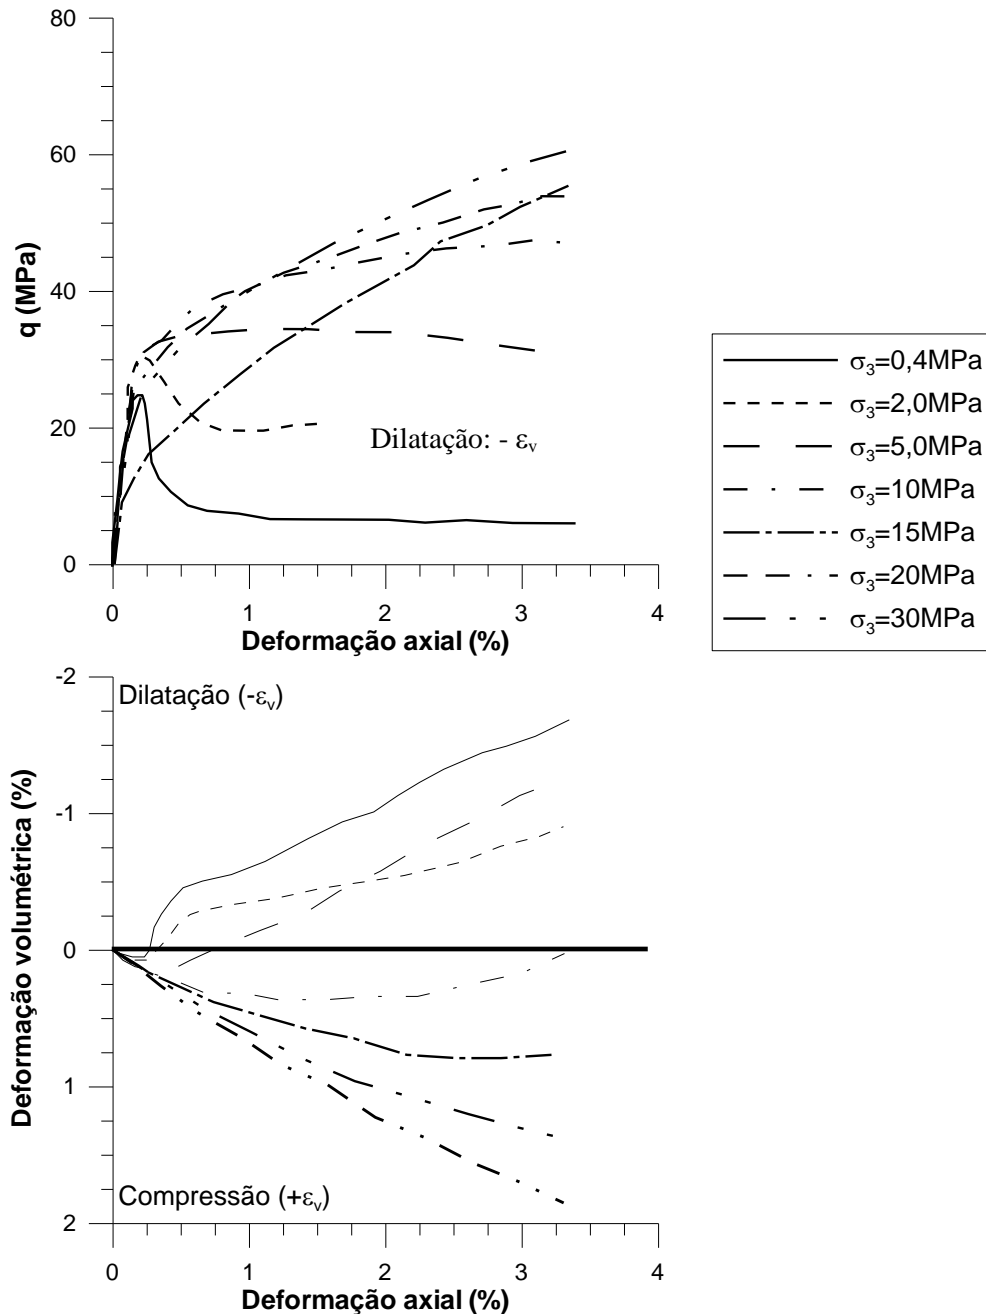 80
60
40
20
0
q (MPa)
Dilatação: - εv
0 1 2 3 4
Deformação axial (%)
σ3=0,4MPa
σ3=2,0MPa
σ3=5,0MPa
σ3=10MPa
σ3=15MPa
σ3=20MPa
σ3=30MPa
-2
-1
0
1
2
Deformação volumétrica (%)
Dilatação (-εv)
Compressão (+εv)
0 1 2 3 4
Deformação axial (%)